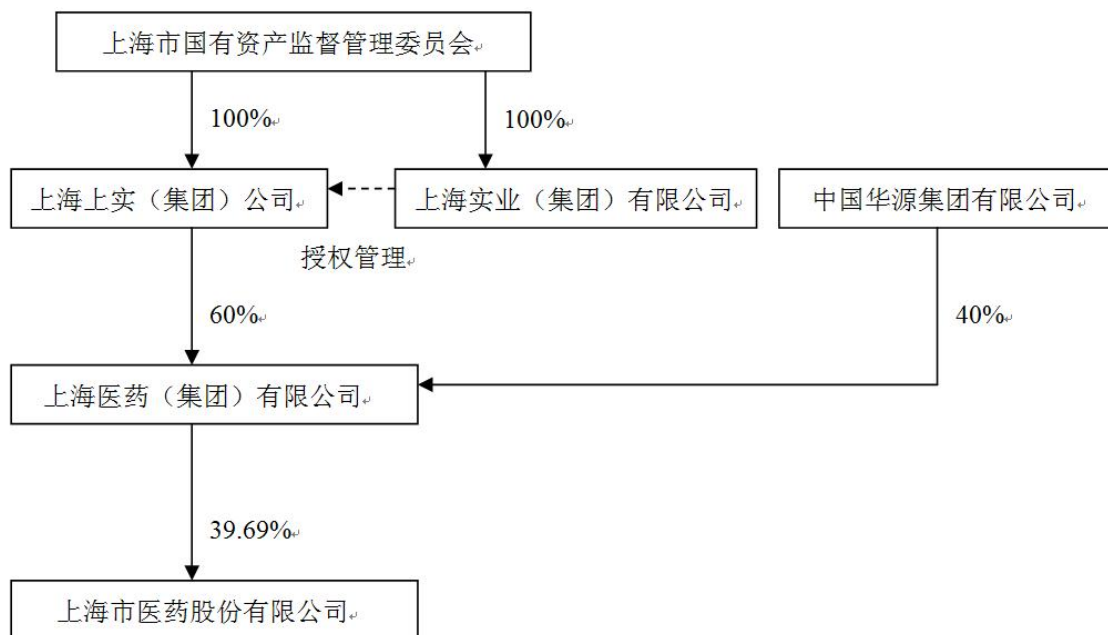 上海市国有资产监督管理委员会
100%
100%
上海上实（集团）公司
上海实业（集团）有限公司
中国华源集团有限公司
授权管理
60%
40%
上海医药（集团）有限公司
39.69%
上海市医药股份有限公司